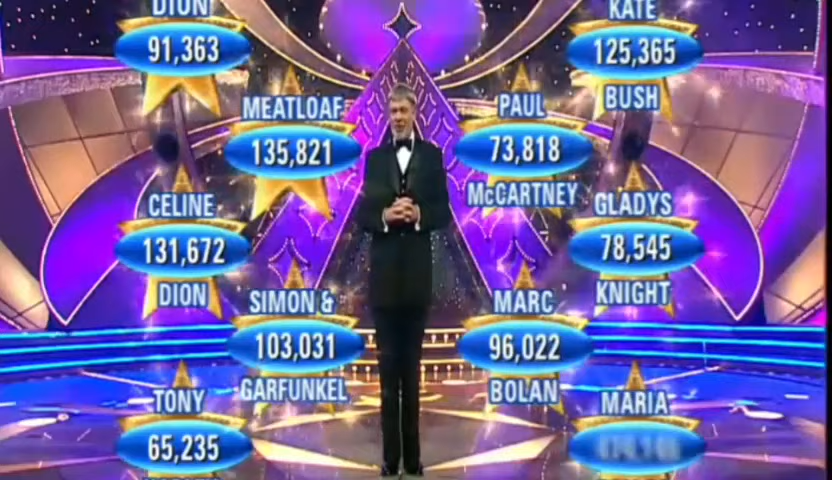 DION
91,363
KATE
125,365
BUSH
MEATLOAF
135,821
PAUL
73,818
McCARTNEY
CELINE
131,672
DION
GLADYS
78,545
KNIGHT
SIMON &
103,031
GARFUNKEL
MARC
96,022
BOLAN
TONY
65,235
MARIA